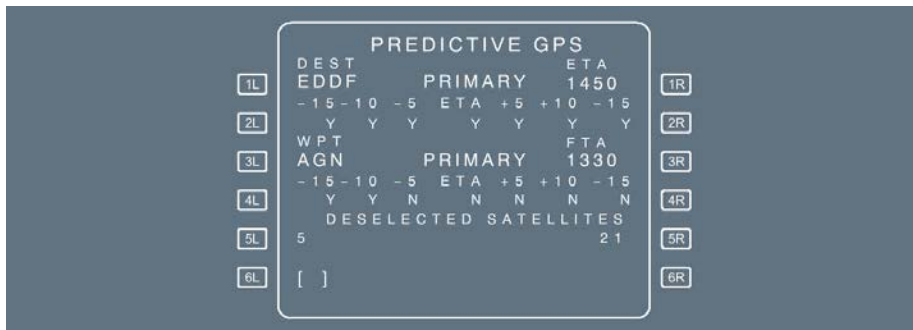 PREDICTIVE GPS
DEST ETA
1L EDDF PRIMARY 1450 1R
-15 -10 -5 ETA +5 +10 -15
2L Y Y Y Y Y Y Y 2R
WPT FTA
3L AGN PRIMARY 1330 3R
-15 -10 -5 ETA +5 +10 -15
4L Y Y N N N N N 4R
DESELECTED SATELLITES
5L 5 21 5R
6L [ ] 6R